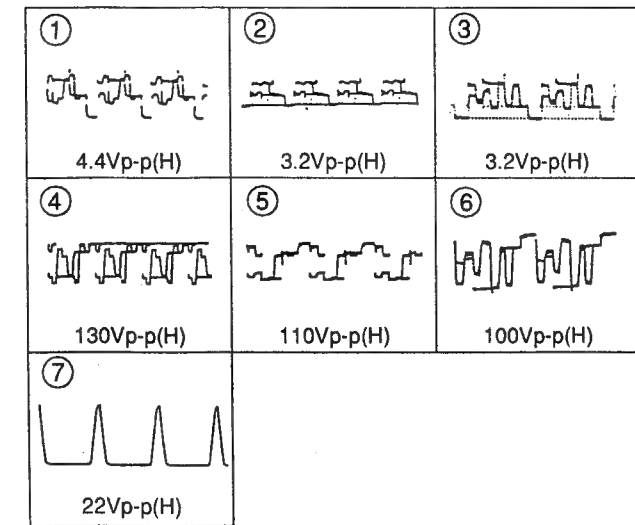 ① ② ③
4.4Vp-p(H) 3.2Vp-p(H) 3.2Vp-p(H)
④ ⑤ ⑥
130Vp-p(H) 110Vp-p(H) 100Vp-p(H)
⑦
22Vp-p(H)